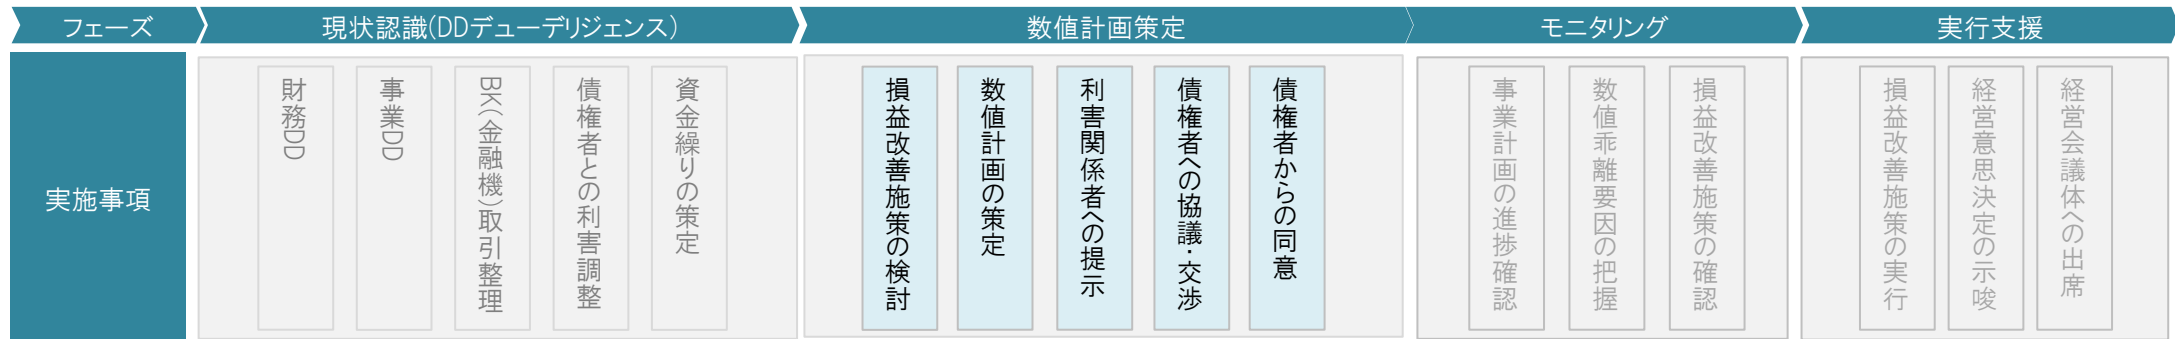 フェーズ
現状認識(DDデューデリジェンス)
数値計画策定
モニタリング
実行支援
実施事項
財務DD
事業DD
BK(金融機)取引整理
債権者との利害調整
資金繰りの策定
損益改善施策の検討
数値計画の策定
利害関係者への提示
債権者への協議・交渉
債権者からの同意
事業計画の進捗確認
数値乖離要因の把握
損益改善施策の確認
損益改善施策の実行
経営意思決定の示唆
経営会議体への出席